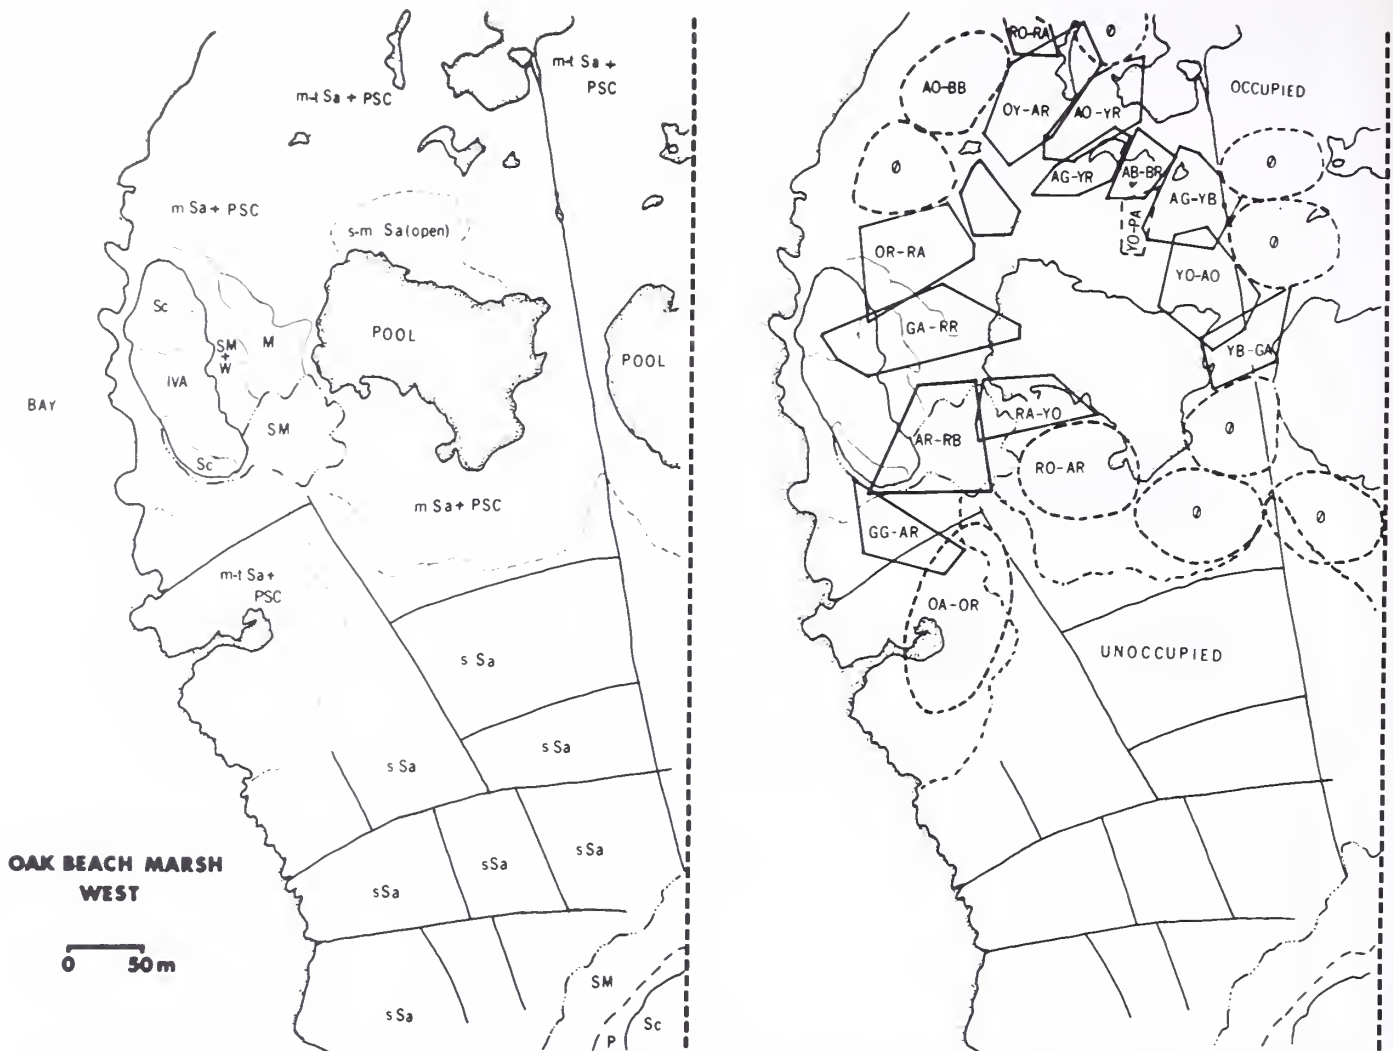 m-t Sa +
PSC
m-t Sa + PSC
m Sa + PSC
s-m Sa (open)
Sc
SM
+
W
M
POOL
POOL
IVA
BAY
SM
Sc
m Sa + PSC
m-t Sa +
PSC
s Sa
s Sa
s Sa
s Sa
s Sa
s Sa
OAK BEACH MARSH
WEST
0 50 m
SM
Sc
P
s Sa
RO-RA
Ø
AO-BB
OY-AR
AO-YR
OCCUPIED
Ø
AG-YR
AB-BR
AG-YB
Ø
YO-PA
OR-RA
Ø
YO-AO
GA-RR
YB-GA
RA-YO
AR-RB
Ø
RO-AR
Ø
Ø
GG-AR
OA-OR
UNOCCUPIED